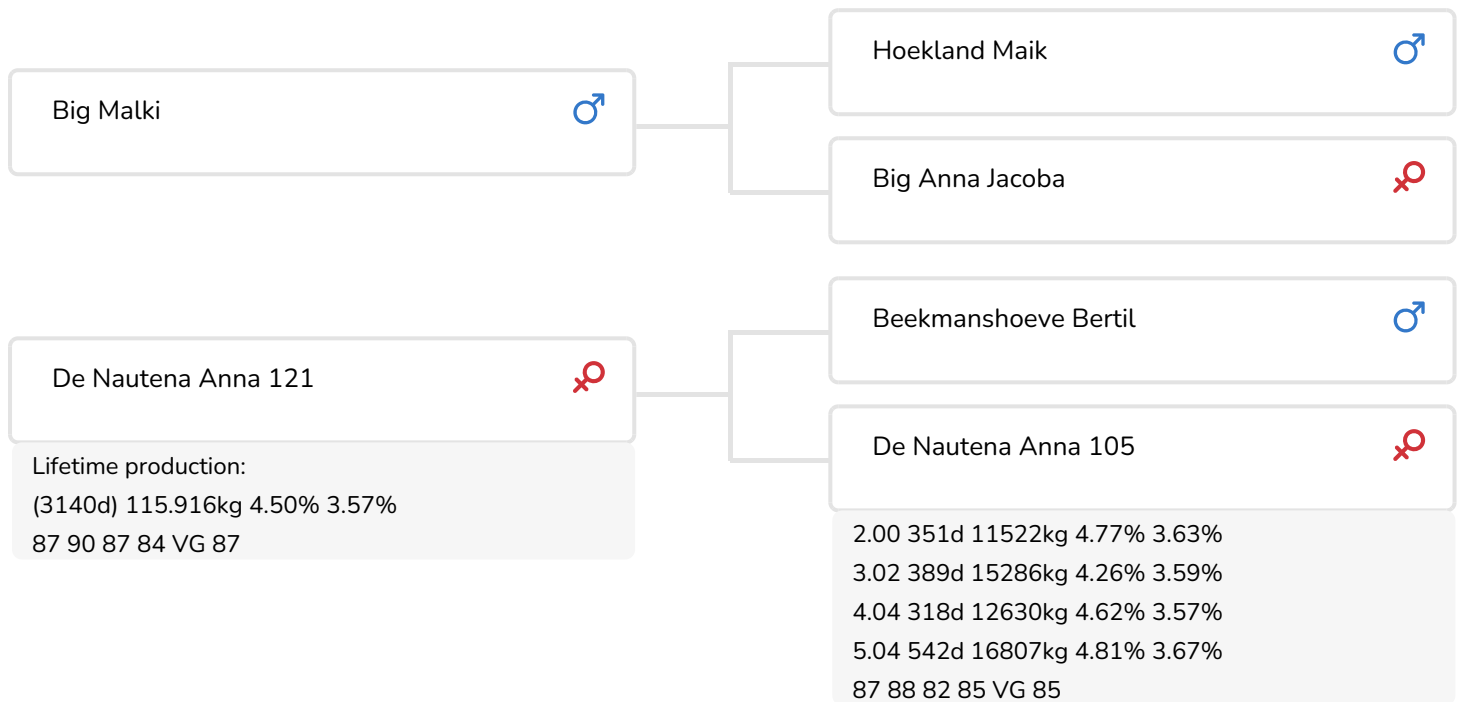 Big Malki
Hoekland Maik
Big Anna Jacoba
De Nautena Anna 121
Lifetime production:
(3140d) 115.916kg 4.50% 3.57%
87 90 87 84 VG 87
Beekmanshoeve Bertil
De Nautena Anna 105
2.00 351d 11522kg 4.77% 3.63%
3.02 389d 15286kg 4.26% 3.59%
4.04 318d 12630kg 4.62% 3.57%
5.04 542d 16807kg 4.81% 3.67%
87 88 82 85 VG 85